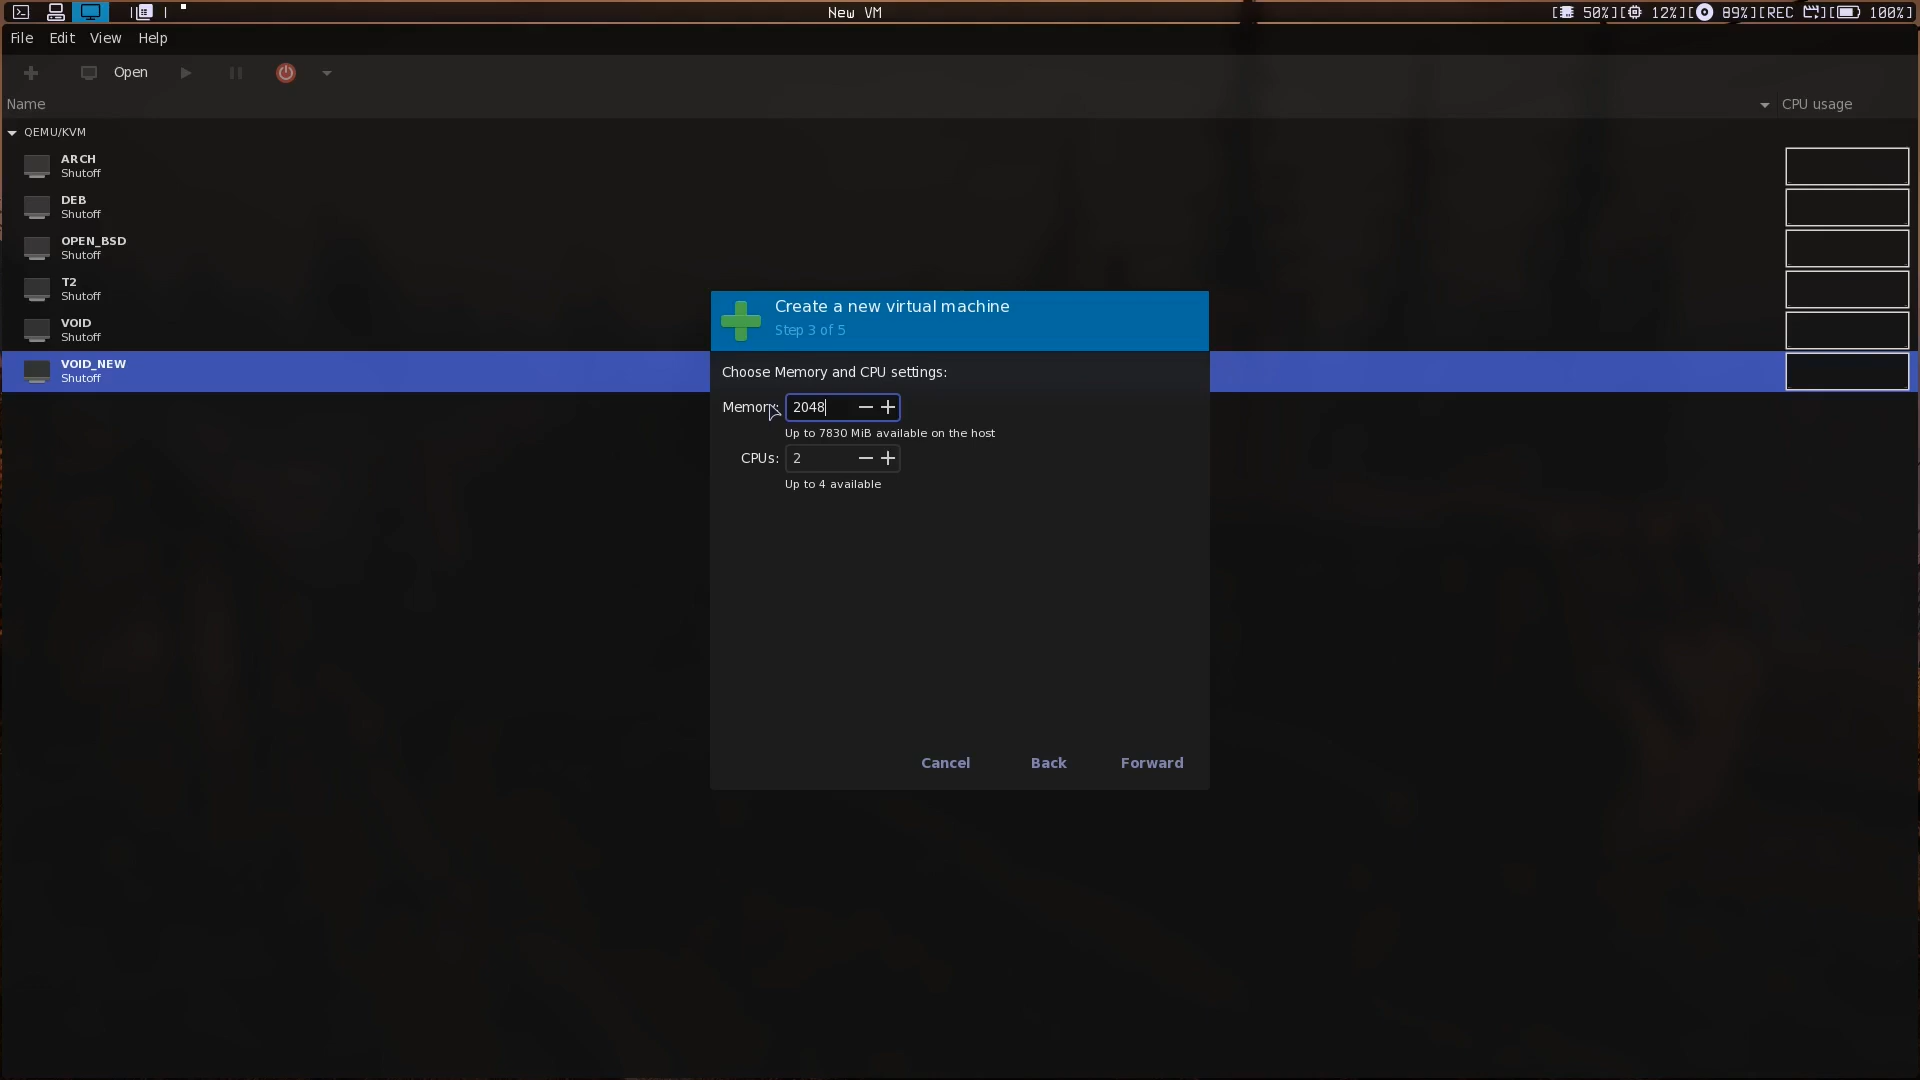 New VM
[ 50%][ 12%][ 89%][REC ][ 100%]
File Edit View Help
Open
Name CPU usage
QEMU/KVM
ARCH
Shutoff
DEB
Shutoff
OPEN_BSD
Shutoff
T2
Shutoff
VOID
Shutoff
VOID_NEW
Shutoff
Create a new virtual machine
Step 3 of 5
Choose Memory and CPU settings:
Memory: 2048
Up to 7830 MiB available on the host
CPUs: 2
Up to 4 available
Cancel Back Forward